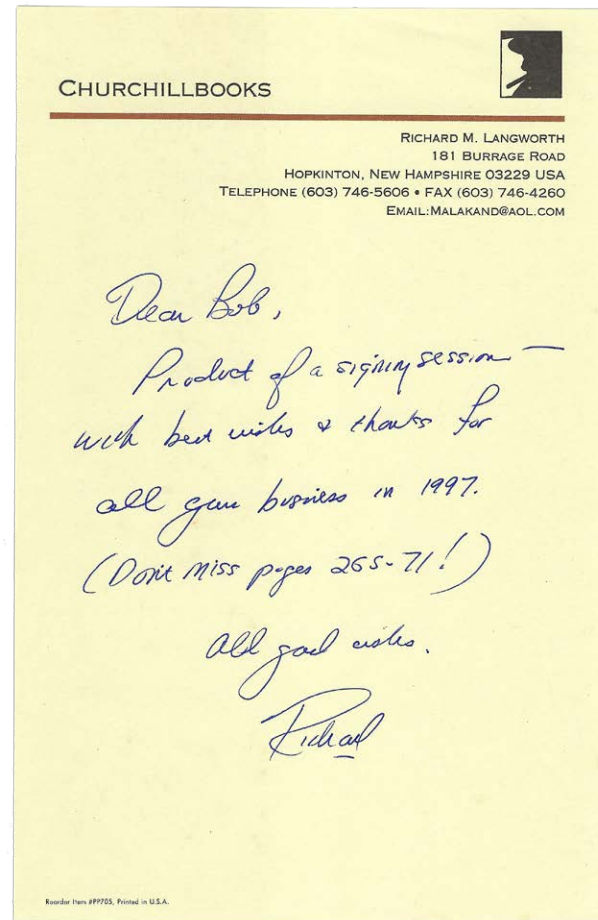 CHURCHILLBOOKS
RICHARD M. LANGWORTH
181 BURRAGE ROAD
HOPKINTON, NEW HAMPSHIRE 03229 USA
TELEPHONE (603) 746-5606 • FAX (603) 746-4260
EMAIL:MALAKAND@AOL.COM
Dear Bob,
Product of a signing session —
with best wishes & thanks for
all your business in 1997.
(Don't miss pages 265-71!)
All good wishes.
Richard
Reorder Item #PP705, Printed in U.S.A.